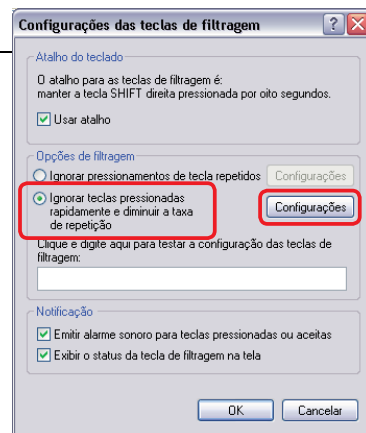 Configurações das teclas de filtragem
Atalho do teclado
O atalho para as teclas de filtragem é:
manter a tecla SHIFT direita pressionada por oito segundos.
Usar atalho
Opções de filtragem
Ignorar pressionamentos de tecla repetidos
Configurações
Ignorar teclas pressionadas
rapidamente e diminuir a taxa
de repetição
Configurações
Clique e digite aqui para testar a configuração das teclas de
filtragem:
Notificação
Emitir alarme sonoro para teclas pressionadas ou aceitas
Exibir o status da tecla de filtragem na tela
OK
Cancelar